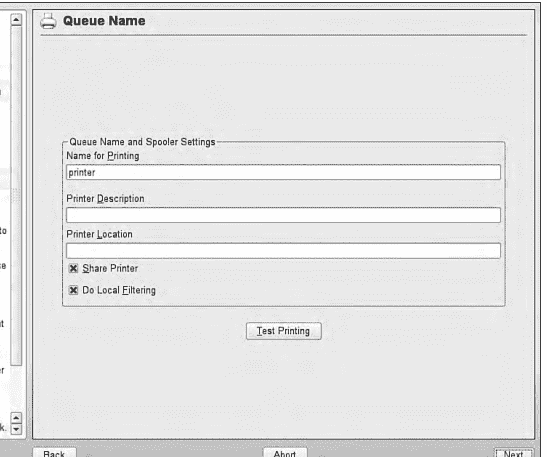 Queue Name
Queue Name and Spooler Settings
Name for Printing
printer
Printer Description
Printer Location
Share Printer
Do Local Filtering
Test Printing
to
k.
Back
Abort
Next